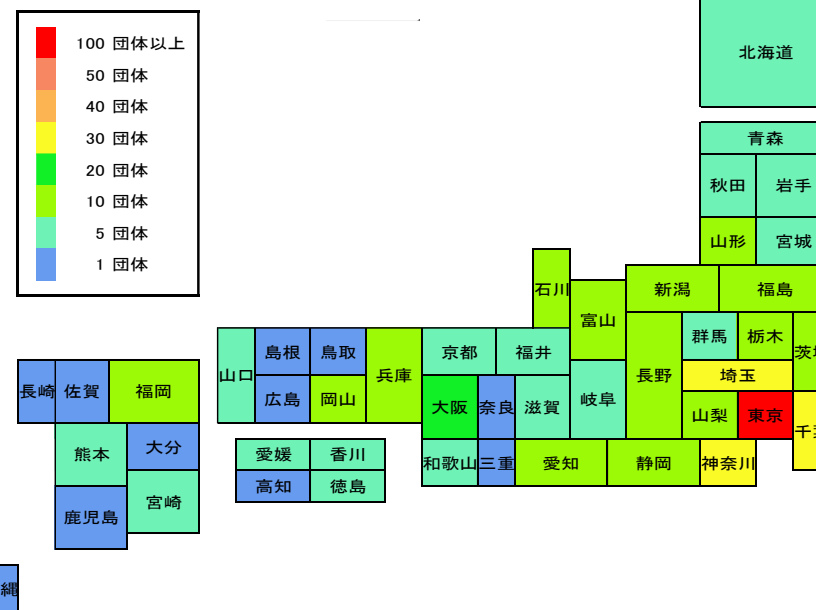 100 団体以上
50 団体
40 団体
30 団体
20 団体
10 団体
5 団体
1 団体
北海道
青森
秋田
岩手
山形
宮城
石川
新潟
福島
富山
群馬
栃木
茨城
島根
鳥取
兵庫
京都
福井
山口
長野
埼玉
長崎
佐賀
福岡
広島
岡山
大阪
奈良
滋賀
岐阜
山梨
東京
千葉
熊本
大分
愛媛
香川
和歌山
三重
愛知
静岡
神奈川
高知
徳島
宮崎
鹿児島
縄